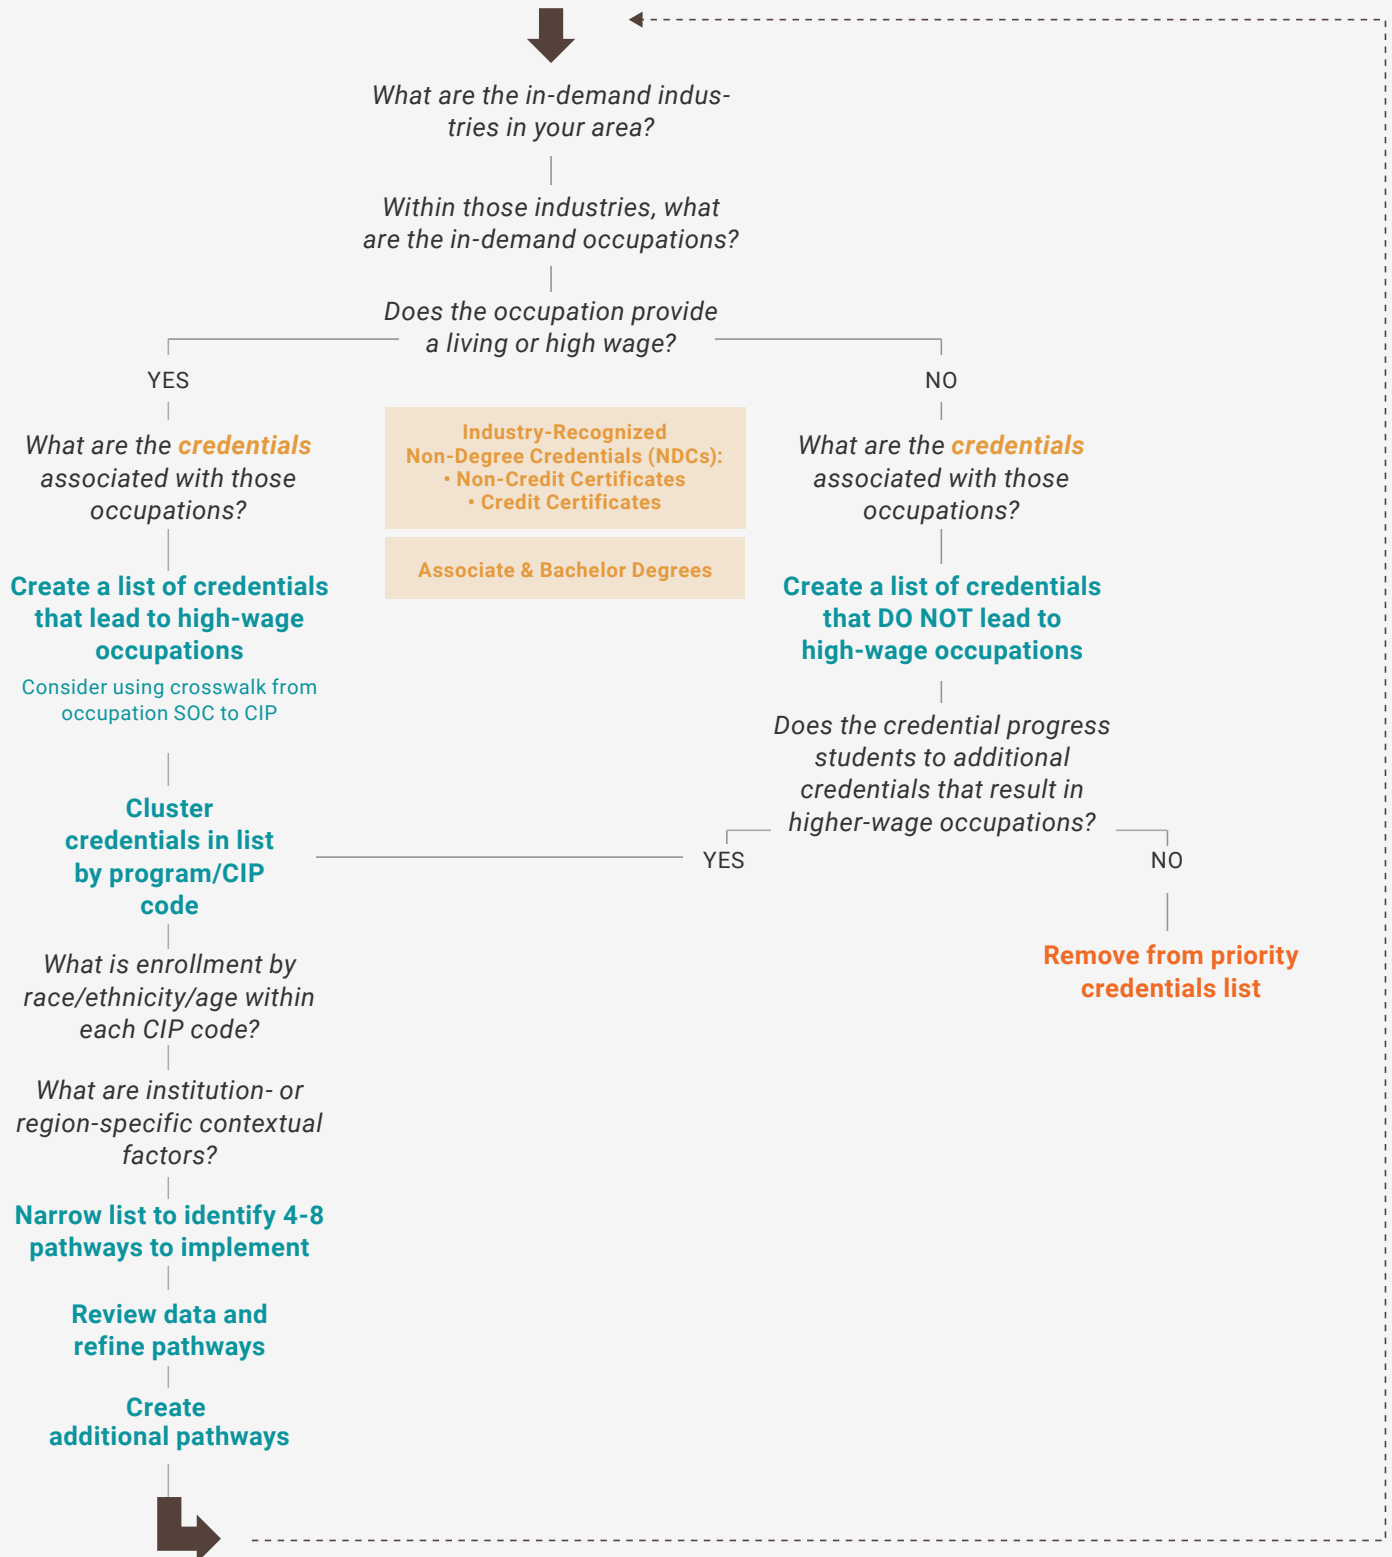 What are the in-demand indus-
tries in your area?
Within those industries, what
are the in-demand occupations?
Does the occupation provide
a living or high wage?
YES
What are the credentials
associated with those
occupations?
Create a list of credentials
that lead to high-wage
occupations
Consider using crosswalk from
occupation SOC to CIP
Industry-Recognized
Non-Degree Credentials (NDCs):
• Non-Credit Certificates
• Credit Certificates
Associate & Bachelor Degrees
NO
What are the credentials
associated with those
occupations?
Create a list of credentials
that DO NOT lead to
high-wage occupations
Does the credential progress
students to additional
credentials that result in
higher-wage occupations?
YES
NO
Remove from priority
credentials list
Cluster
credentials in list
by program/CIP
code
What is enrollment by
race/ethnicity/age within
each CIP code?
What are institution- or
region-specific contextual
factors?
Narrow list to identify 4-8
pathways to implement
Review data and
refine pathways
Create
additional pathways